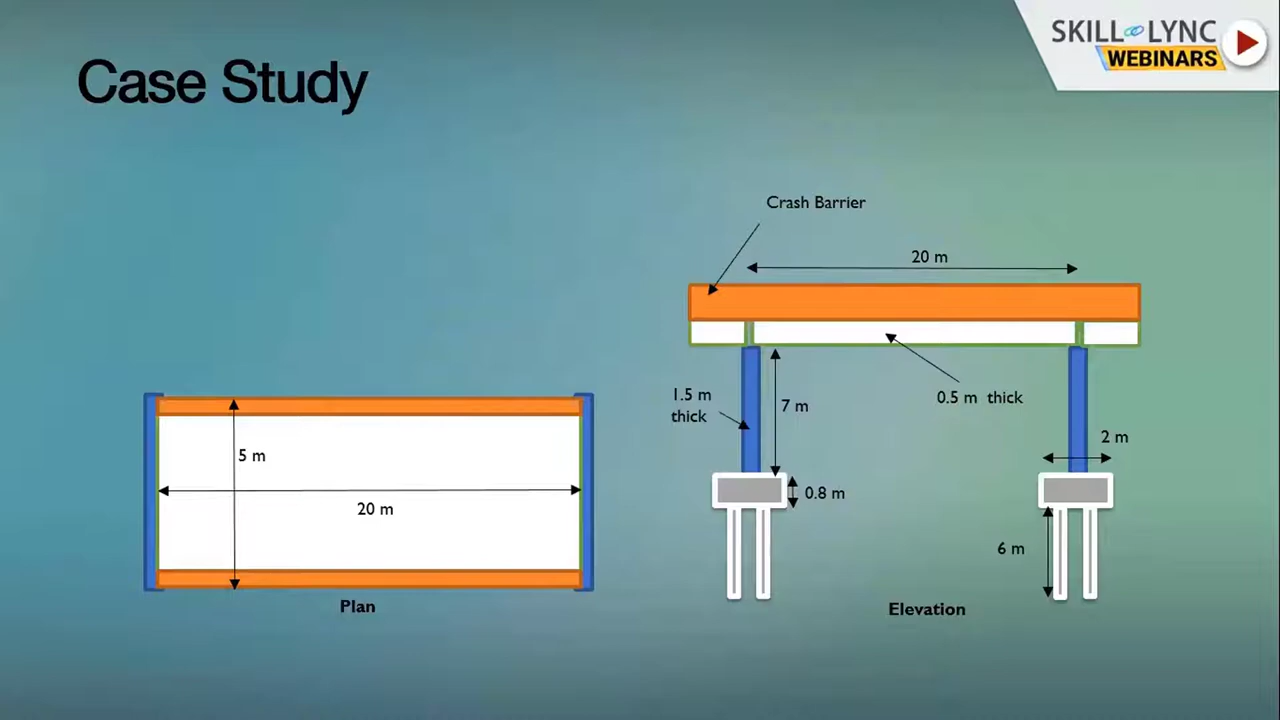 SKILL LYNC
WEBINARS
Case Study
Crash Barrier
20 m
1.5 m
thick
7 m
0.5 m thick
2 m
0.8 m
6 m
Elevation
5 m
20 m
Plan